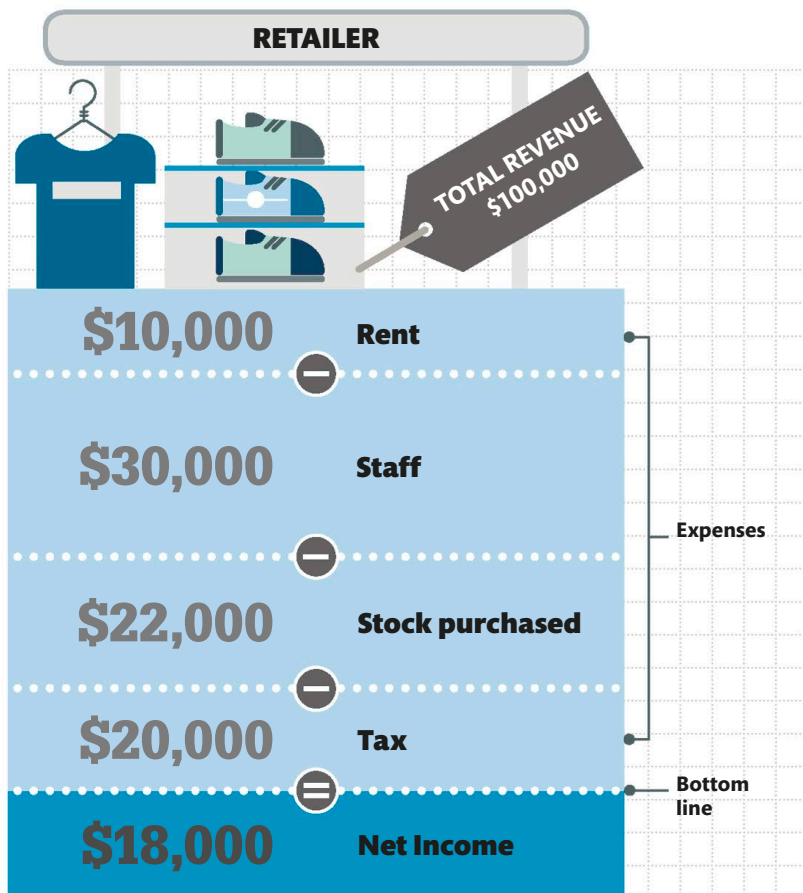 RETAILER
TOTAL REVENUE
$100,000
$10,000 Rent
$30,000 Staff
Expenses
$22,000 Stock purchased
$20,000 Tax
Bottom
line
$18,000 Net Income